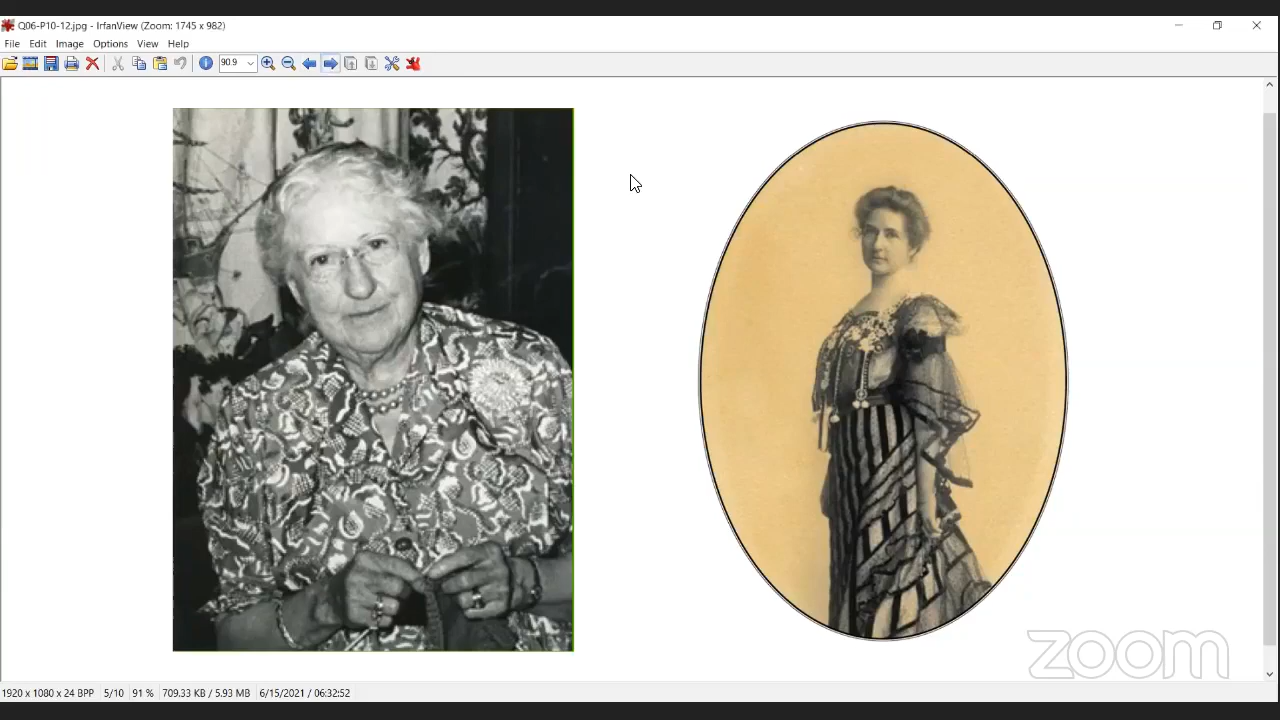 Q06-P10-12.jpg - IrfanView (Zoom: 1745 x 982)
File Edit Image Options View Help
90.9
1920 x 1080 x 24 BPP 5/10 91 % 709.33 KB / 5.93 MB 6/15/2021 / 06:32:52
zoom